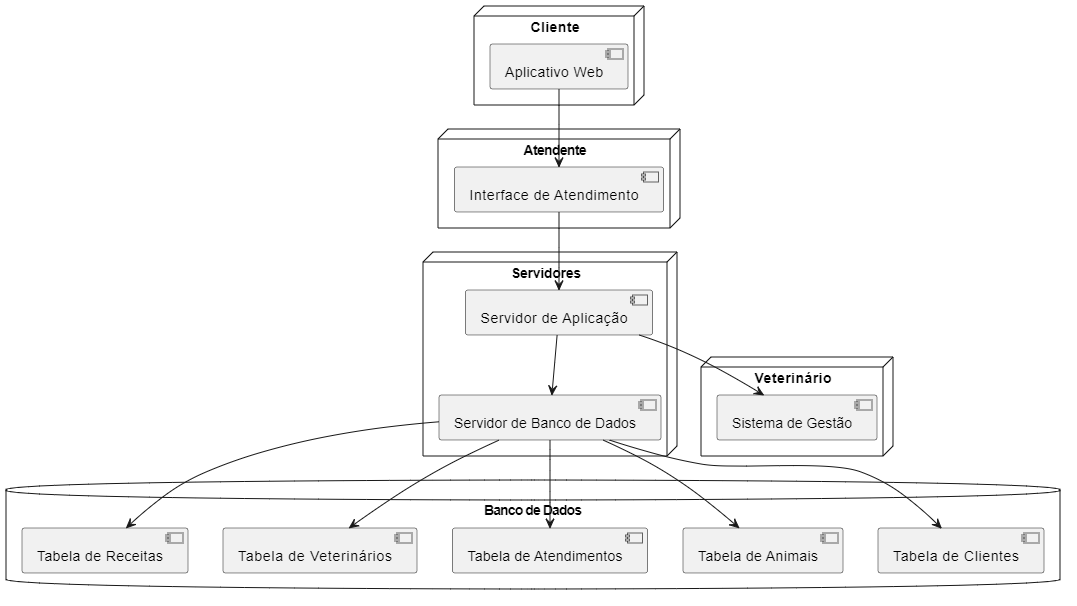 Cliente
Aplicativo Web
Atendente
Interface de Atendimento
Servidores
Servidor de Aplicação
Veterinário
Servidor de Banco de Dados
Sistema de Gestão
Banco de Dados
Tabela de Receitas
Tabela de Veterinários
Tabela de Atendimentos
Tabela de Animais
Tabela de Clientes